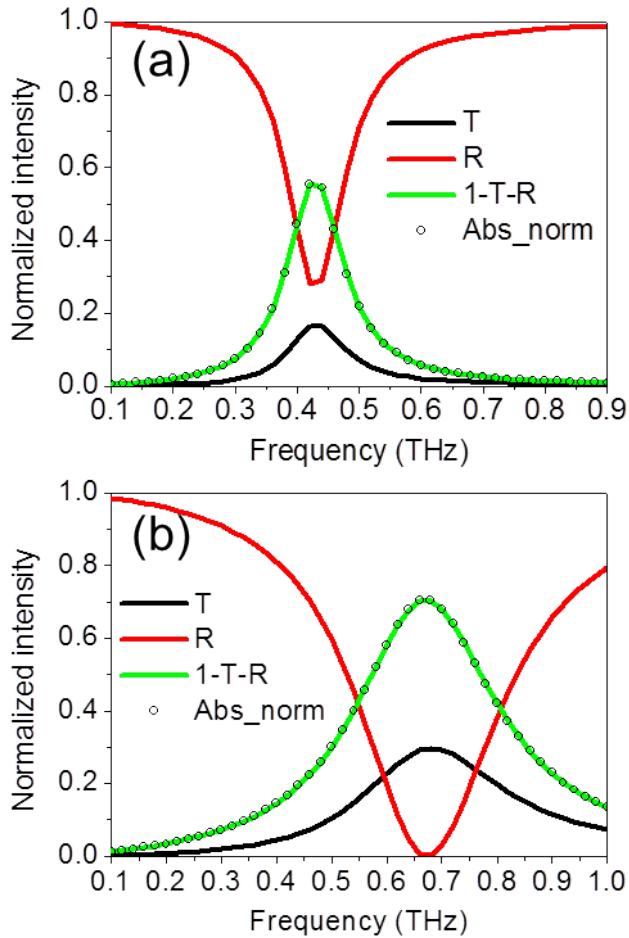 (a)
Normalized intensity
1.0
0.8
0.6
0.4
0.2
0.0
T
R
1-T-R
Abs_norm
0.1 0.2 0.3 0.4 0.5 0.6 0.7 0.8 0.9
Frequency (THz)
(b)
Normalized intensity
1.0
0.8
0.6
0.4
0.2
0.0
T
R
1-T-R
Abs_norm
0.1 0.2 0.3 0.4 0.5 0.6 0.7 0.8 0.9 1.0
Frequency (THz)